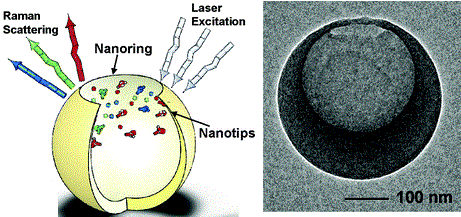 Raman
Scattering
Nanoring
Laser
Excitation
Nanotips
100 nm